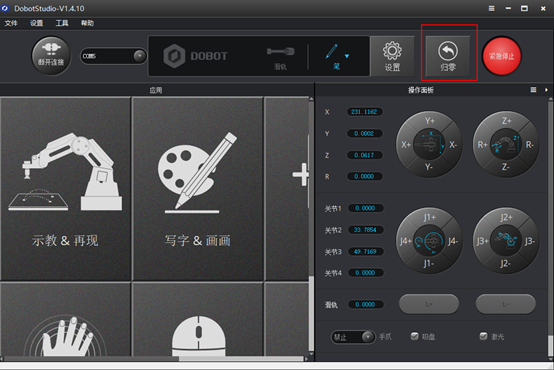 DobotStudio-V1.4.10
文件 设置 工具 帮助
断开连接
COM5
DOBOT
滑轨
笔
设置
归零
紧急停止
应用
操作面板
示教 & 再现
写字 & 画画
X 231.1162
Y 0.0002
Z 0.0617
R 0.0000
Y+
X+
X-
Y-
Z+
R+
R-
Z-
关节1 0.0000
关节2 33.7854
关节3 49.7169
关节4 0.0000
J1+
J4+
J4-
J1-
J2+
J3+
J3-
J2-
滑轨 0.0000
L+
L-
禁止 手爪 吸盘 激光